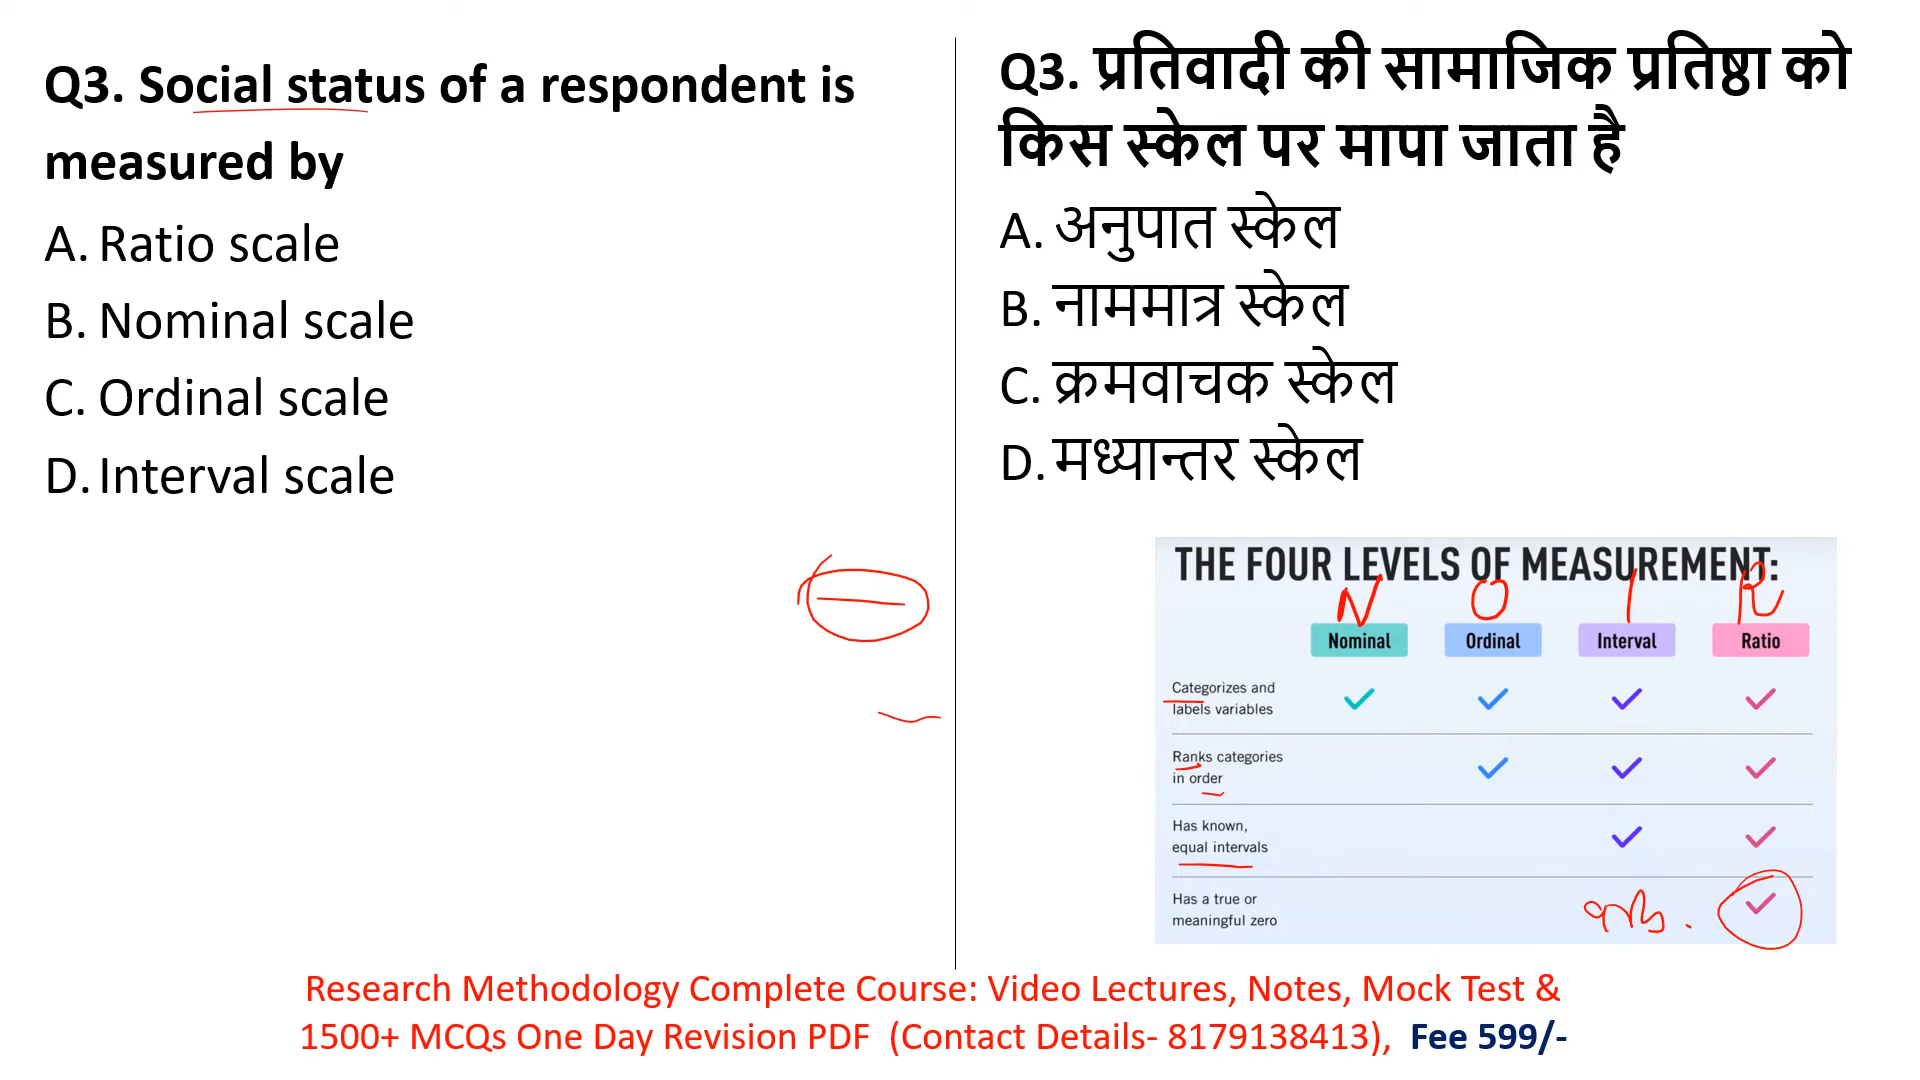 Q3. Social status of a respondent is
measured by
A. Ratio scale
B. Nominal scale
C. Ordinal scale
D. Interval scale
Q3. प्रतिवादी की सामाजिक प्रतिष्ठा को
किस स्केल पर मापा जाता है
A. अनुपात स्केल
B. नाममात्र स्केल
C. क्रमवाचक स्केल
D. मध्यान्तर स्केल
THE FOUR LEVELS OF MEASUREMENT:
N O I R
Nominal Ordinal Interval Ratio
Categorizes and
labels variables
Ranks categories
in order
Has known,
equal intervals
Has a true or
meaningful zero
Research Methodology Complete Course: Video Lectures, Notes, Mock Test &
1500+ MCQs One Day Revision PDF (Contact Details- 8179138413), Fee 599/-